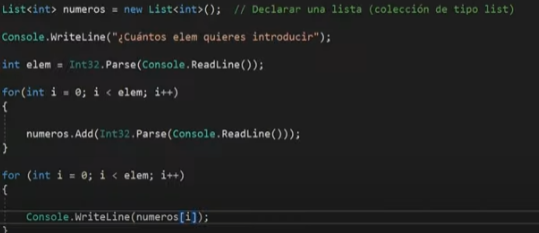 List<int> numeros = new List<int>();  // Declarar una lista (colección de tipo list)
Console.WriteLine("¿Cuántos elem quieres introducir");
int elem = Int32.Parse(Console.ReadLine());
for(int i = 0; i < elem; i++)
{
numeros.Add(Int32.Parse(Console.ReadLine()));
}
for (int i = 0; i < elem; i++)
{
Console.WriteLine(numeros[i]);
}